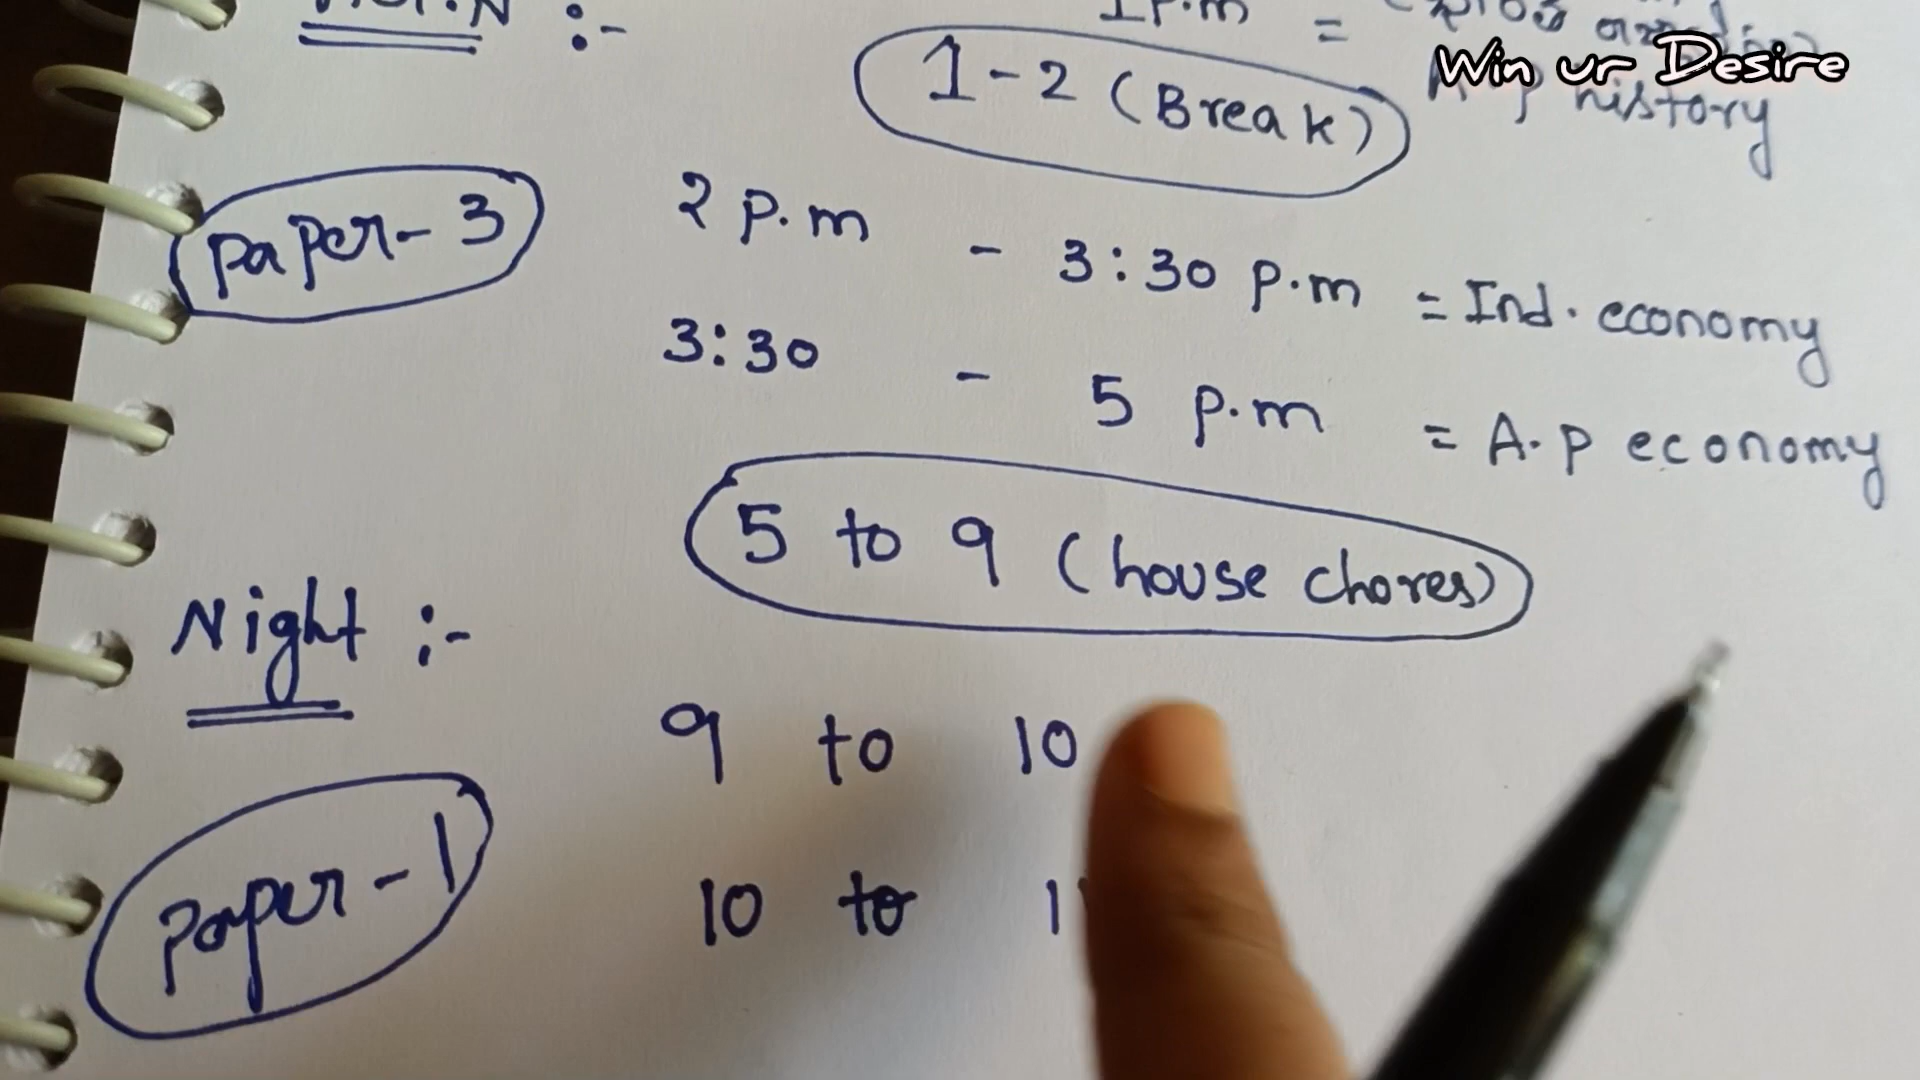 :-
1 P.m =
Win ur Desire
1-2 (Break)
history
Paper-3
2 P.m - 3:30 P.m = Ind. economy
3:30 - 5 P.m = A.P economy
5 to 9 (house chores)
Night :-
9 to 10
Paper-1
10 to